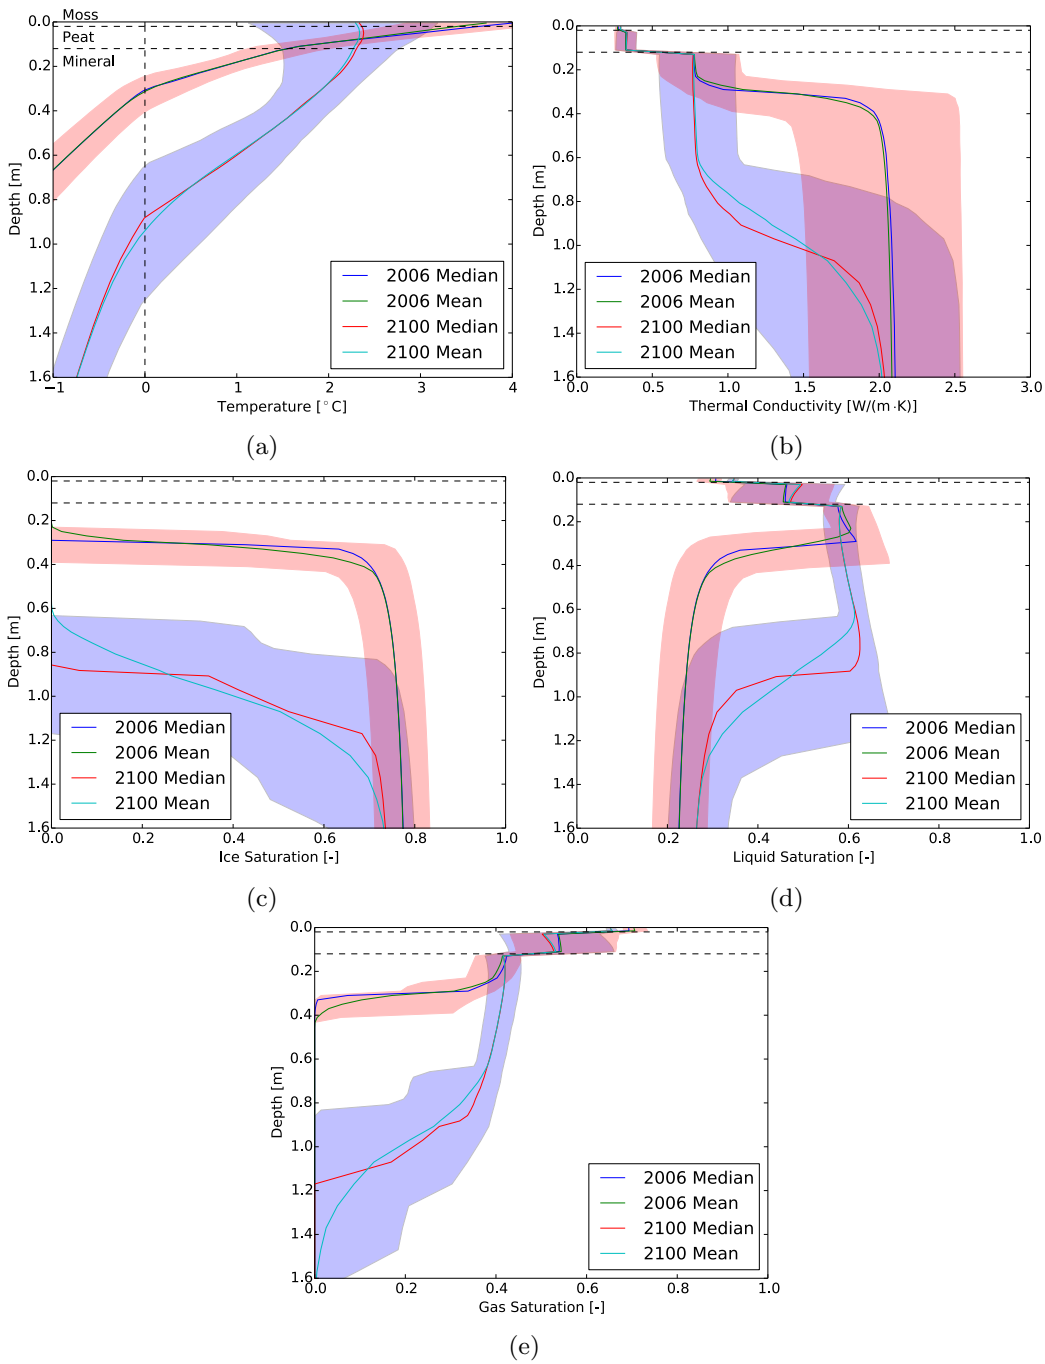 Moss
Peat
Mineral
0.0
0.2
0.4
0.6
0.8
1.0
1.2
1.4
1.6
Depth [m]
2006 Median
2006 Mean
2100 Median
2100 Mean
−1
0
1
2
3
4
Temperature [°C]
(a)
0.0
0.2
0.4
0.6
0.8
1.0
1.2
1.4
1.6
Depth [m]
2006 Median
2006 Mean
2100 Median
2100 Mean
0.0
0.5
1.0
1.5
2.0
2.5
3.0
Thermal Conductivity [W/(m·K)]
(b)
0.0
0.2
0.4
0.6
0.8
1.0
1.2
1.4
1.6
Depth [m]
2006 Median
2006 Mean
2100 Median
2100 Mean
0.0
0.2
0.4
0.6
0.8
1.0
Ice Saturation [-]
(c)
0.0
0.2
0.4
0.6
0.8
1.0
1.2
1.4
1.6
Depth [m]
2006 Median
2006 Mean
2100 Median
2100 Mean
0.0
0.2
0.4
0.6
0.8
1.0
Liquid Saturation [-]
(d)
0.0
0.2
0.4
0.6
0.8
1.0
1.2
1.4
1.6
Depth [m]
2006 Median
2006 Mean
2100 Median
2100 Mean
0.0
0.2
0.4
0.6
0.8
1.0
Gas Saturation [-]
(e)